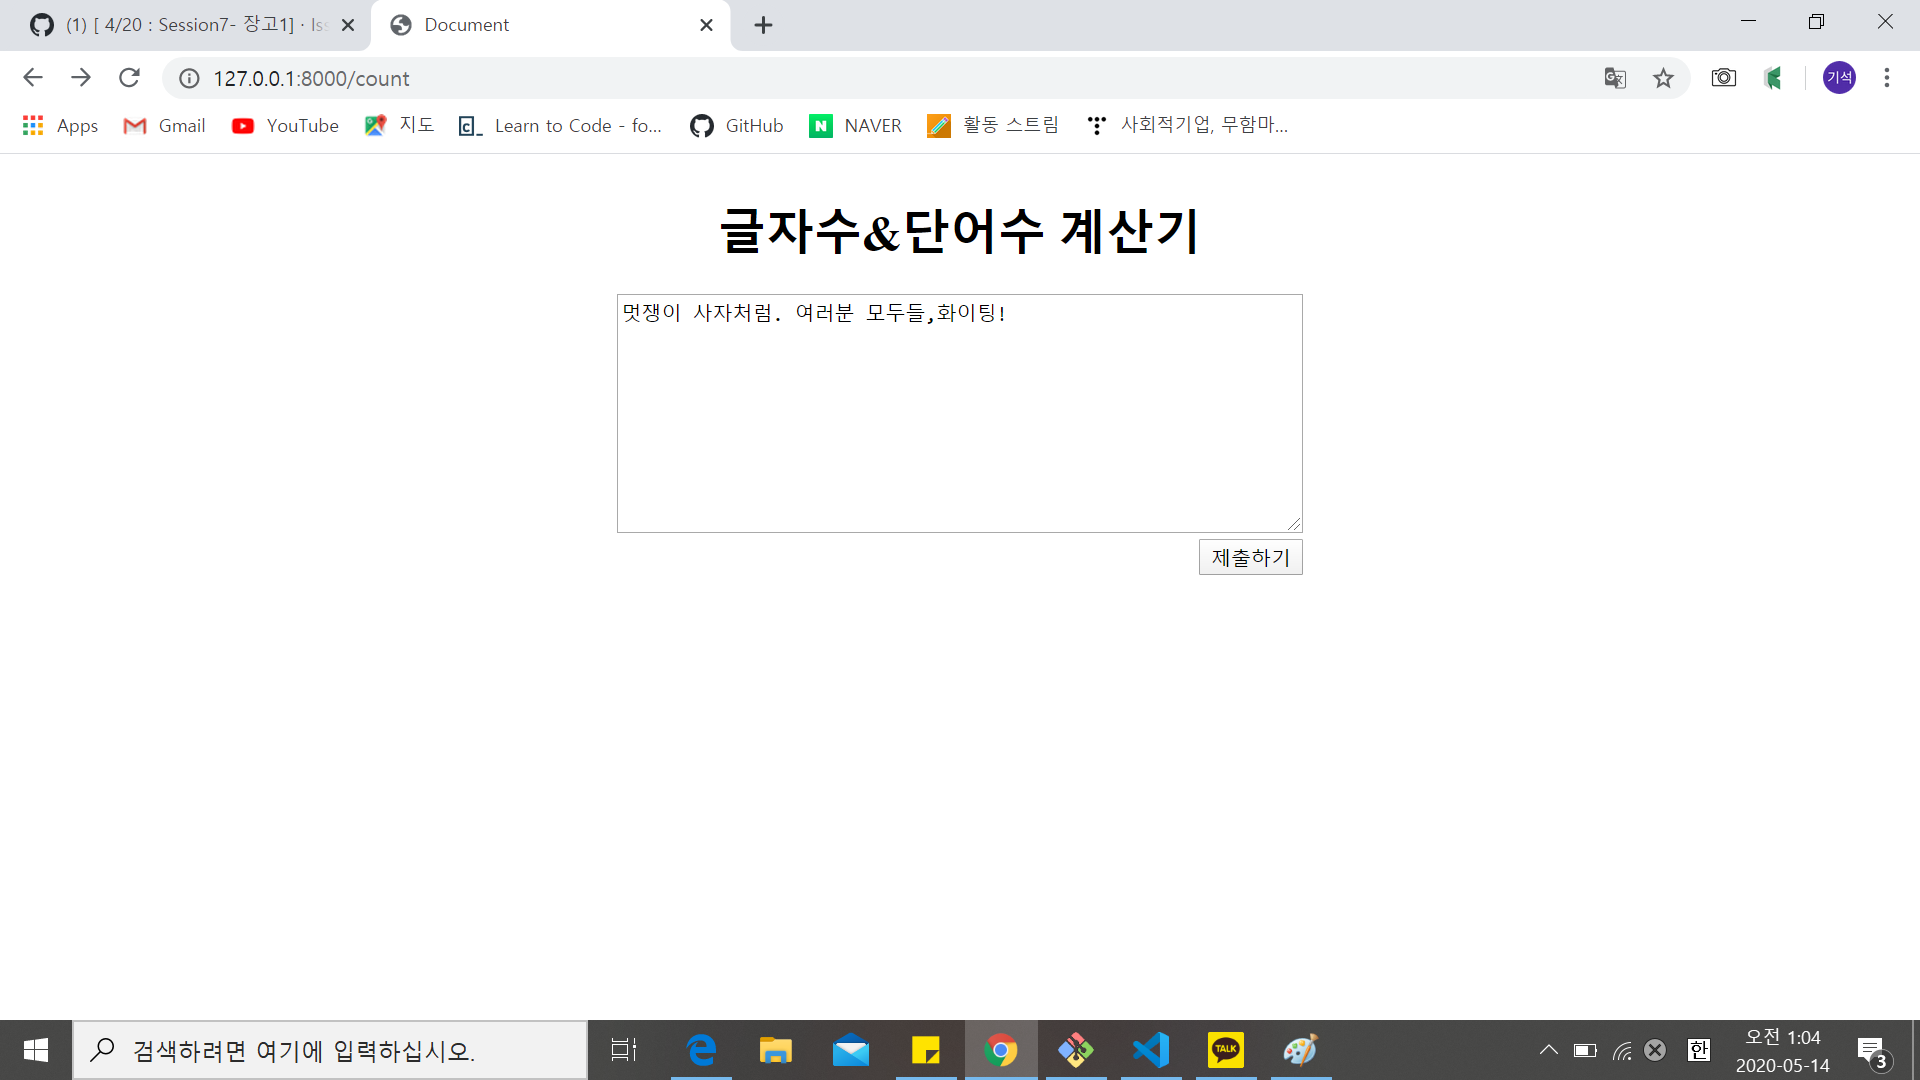 (1) [ 4/20 : Session7- 장고1] · Iss
Document
127.0.0.1:8000/count
기석
Apps
Gmail
YouTube
지도
Learn to Code - fo...
GitHub
NAVER
활동 스트림
사회적기업, 무함마...
글자수&단어수 계산기
멋쟁이 사자처럼. 여러분 모두들,화이팅!
제출하기
검색하려면 여기에 입력하십시오.
TALK
한
오전 1:04
2020-05-14
3